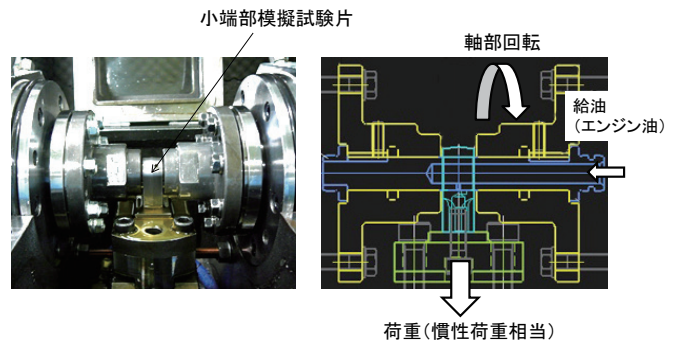 小端部模擬試験片
軸部回転
給油
（エンジン油）
荷重（慣性荷重相当）